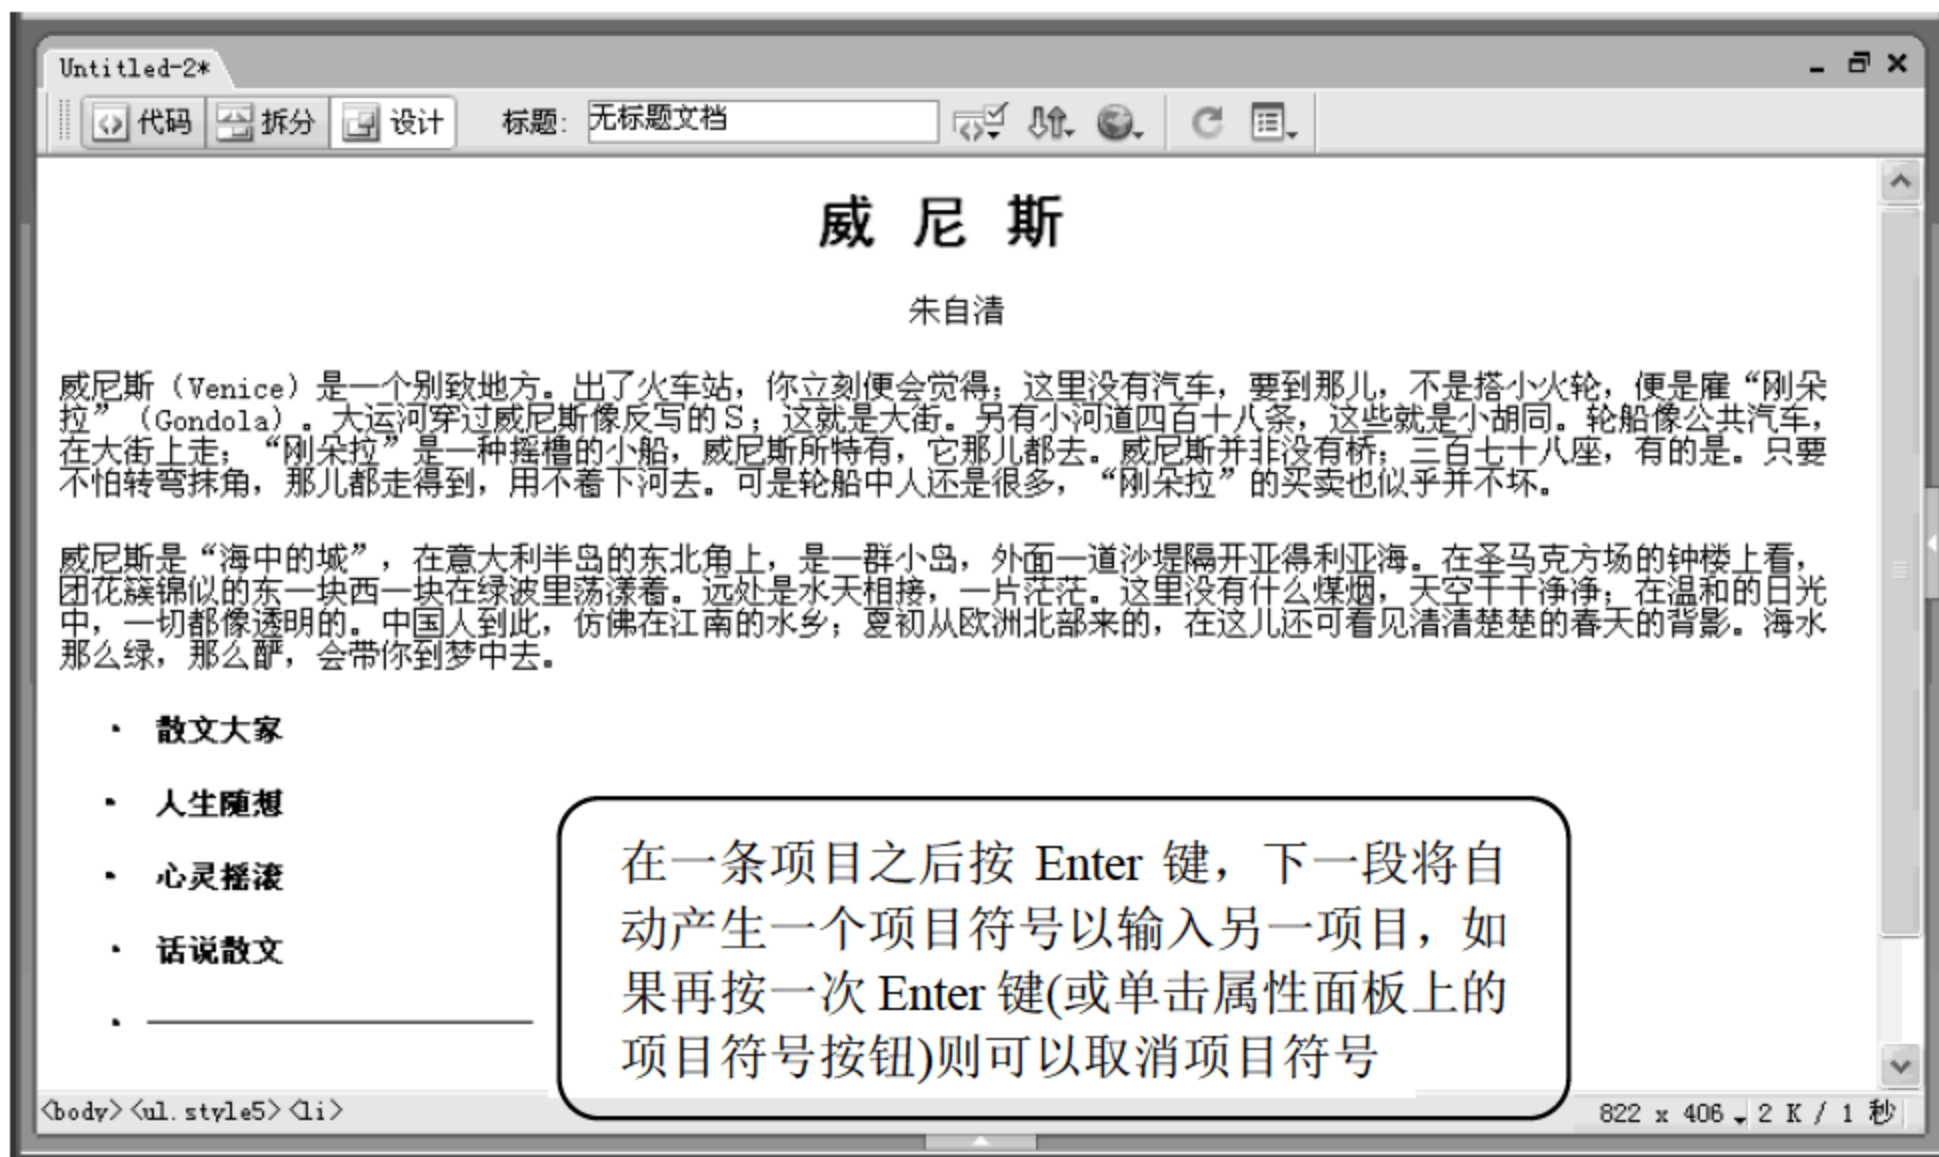 Untitled-2*
代码 拆分 设计 标题: 无标题文档
威 尼 斯
朱自清
威尼斯（Venice）是一个别致地方。出了火车站，你立刻便会觉得；这里没有汽车，要到那儿，不是搭小火轮，便是雇“刚朵
拉”（Gondola）。大运河穿过威尼斯像反写的Ｓ；这就是大街。另有小河道四百十八条，这些就是小胡同。轮船像公共汽车，
在大街上走；“刚朵拉”是一种摇橹的小船，威尼斯所特有，它那儿都去。威尼斯并非没有桥；三百七十八座，有的是。只要
不怕转弯抹角，那儿都走得到，用不着下河去。可是轮船中人还是很多，“刚朵拉”的买卖也似乎并不坏。
威尼斯是“海中的城”，在意大利半岛的东北角上，是一群小岛，外面一道沙堤隔开亚得利亚海。在圣马克方场的钟楼上看，
团花簇锦似的东一块西一块在绿波里荡漾着。远处是水天相接，一片茫茫。这里没有什么煤烟，天空干干净净；在温和的日光
中，一切都像透明的。中国人到此，仿佛在江南的水乡；夏初从欧洲北部来的，在这儿还可看见清清楚楚的春天的背影。海水
那么绿，那么酽，会带你到梦中去。
· 散文大家
· 人生随想
· 心灵摇滚
· 话说散文
·
在一条项目之后按 Enter 键，下一段将自
动产生一个项目符号以输入另一项目，如
果再按一次 Enter 键(或单击属性面板上的
项目符号按钮)则可以取消项目符号
<body><ul.style5><li>
822 x 406 2 K / 1 秒